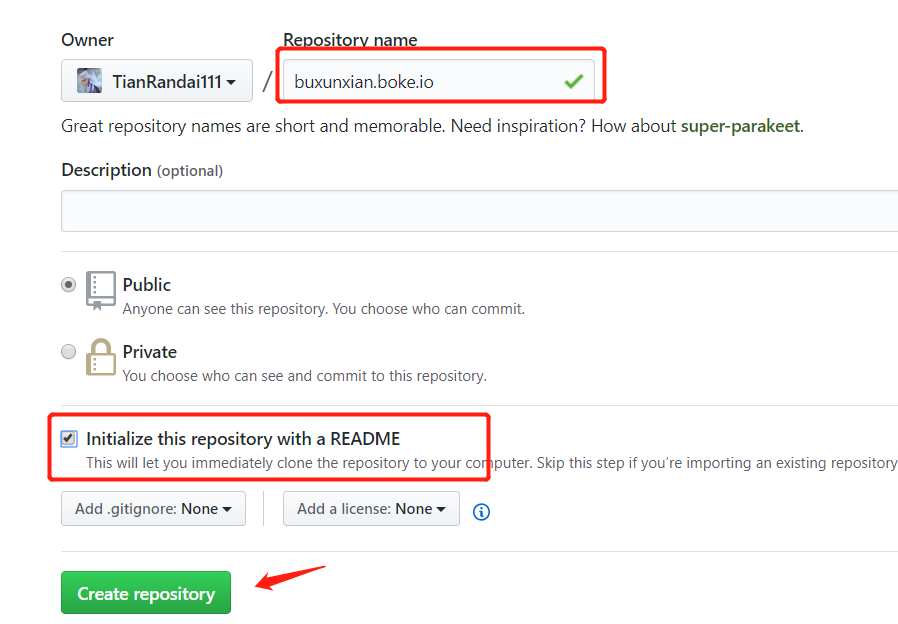 Owner
Repository name
TianRandai111
/
buxunxian.boke.io
Great repository names are short and memorable. Need inspiration? How about super-parakeet.
Description (optional)
Public
Anyone can see this repository. You choose who can commit.
Private
You choose who can see and commit to this repository.
Initialize this repository with a README
This will let you immediately clone the repository to your computer. Skip this step if you’re importing an existing repository
Add .gitignore: None
Add a license: None
Create repository